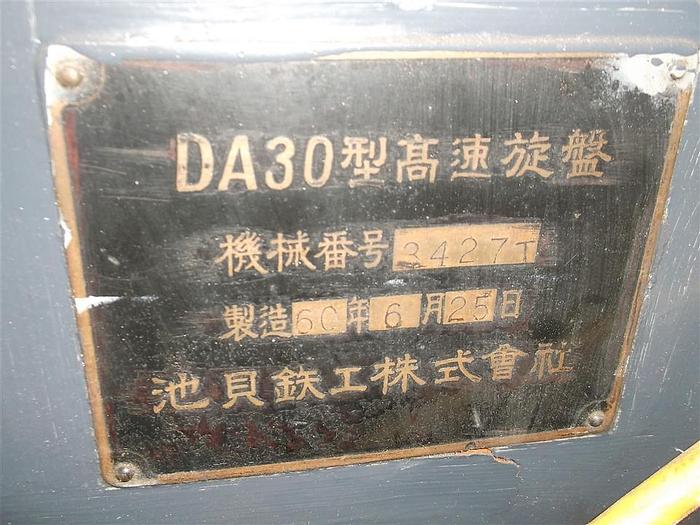 DA30型髙速旋盤
機械番号 3427T
製造60年6月25日
池貝鉄工株式會社